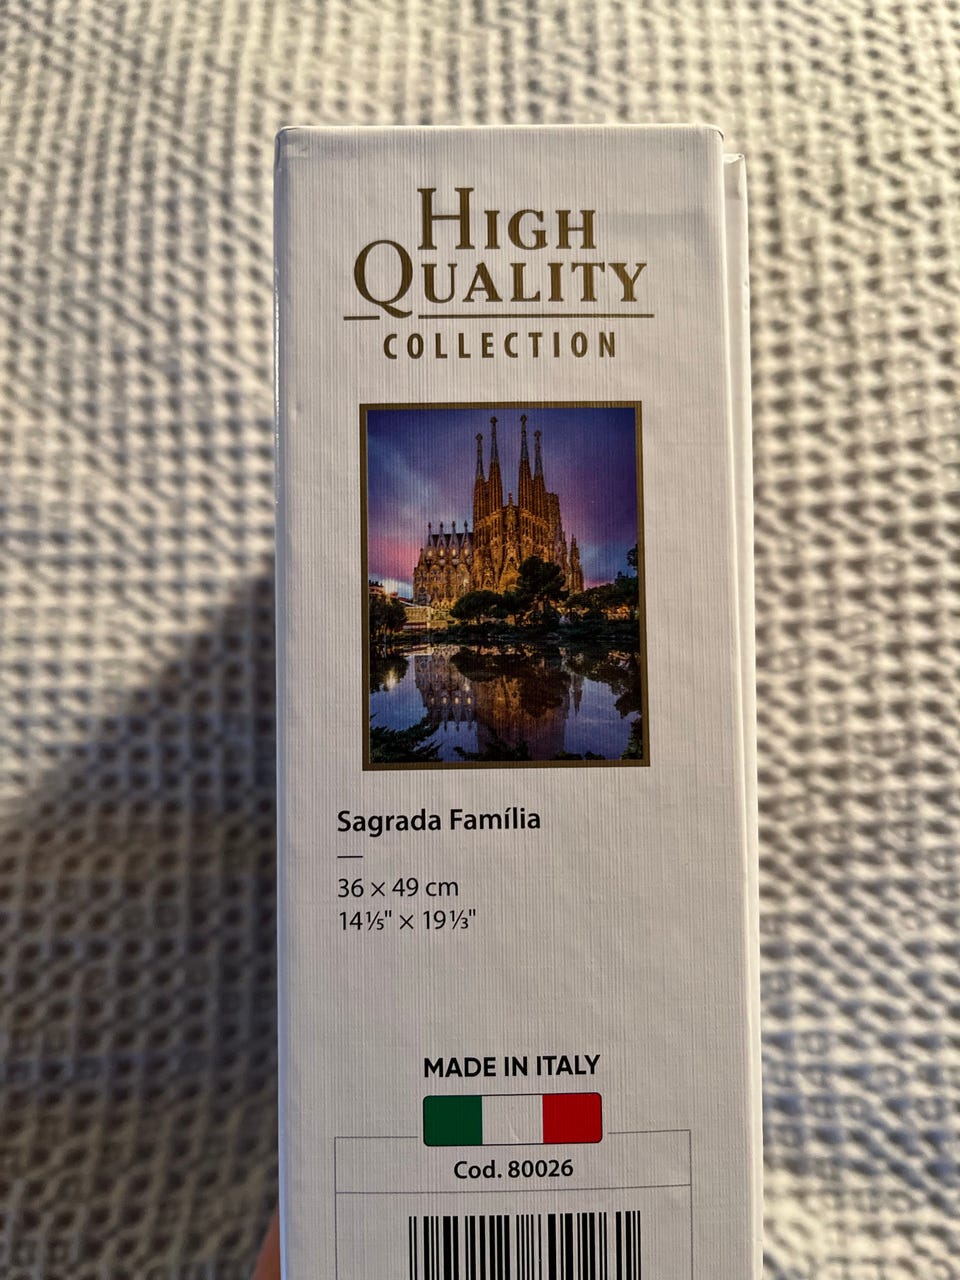 HIGH
QUALITY
COLLECTION
Sagrada Família
36 × 49 cm
14⅕" × 19⅓"
MADE IN ITALY
Cod. 80026